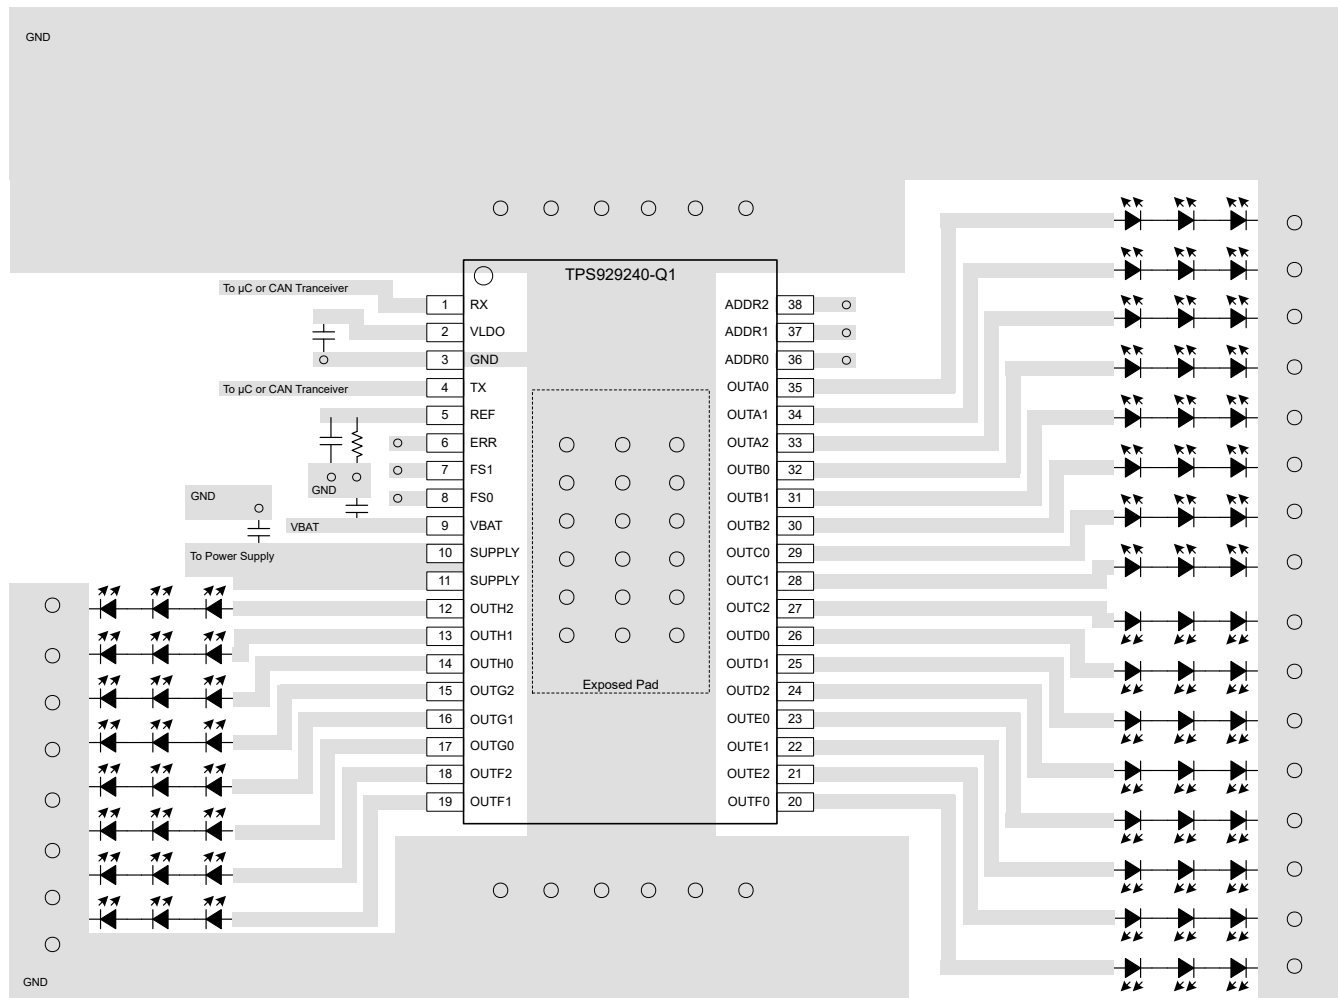 GND
TPS929240-Q1
To µC or CAN Tranceiver
1 RX
ADDR2 38
2 VLDO
ADDR1 37
3 GND
ADDR0 36
To µC or CAN Tranceiver
4 TX
OUTA0 35
5 REF
OUTA1 34
6 ERR
OUTA2 33
7 FS1
OUTB0 32
GND
GND
8 FS0
OUTB1 31
VBAT
9 VBAT
OUTB2 30
To Power Supply
10 SUPPLY
OUTC0 29
11 SUPPLY
OUTC1 28
12 OUTH2
OUTC2 27
13 OUTH1
OUTD0 26
14 OUTH0
OUTD1 25
Exposed Pad
15 OUTG2
OUTD2 24
16 OUTG1
OUTE0 23
17 OUTG0
OUTE1 22
18 OUTF2
OUTE2 21
19 OUTF1
OUTF0 20
GND